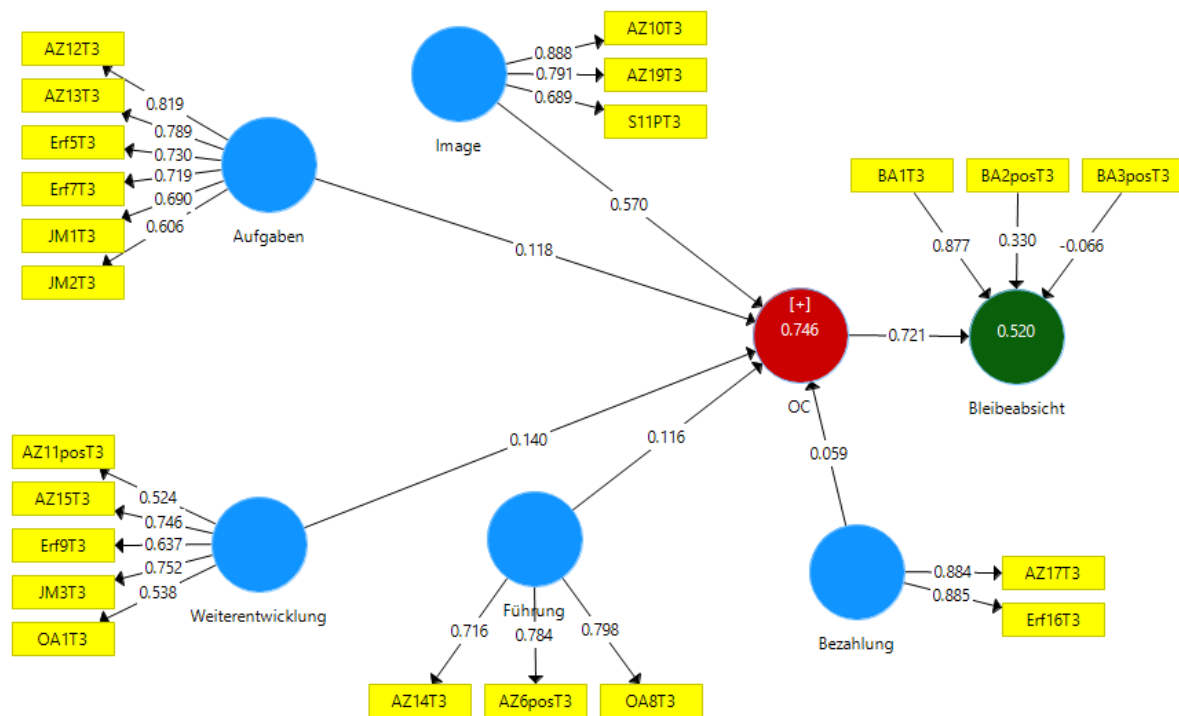 AZ12T3
AZ13T3
Erf5T3
Erf7T3
JM1T3
JM2T3
0.819
0.789
0.730
0.719
0.690
0.606
Aufgaben
0.118
Image
0.888
0.791
0.689
AZ10T3
AZ19T3
S11PT3
0.570
BA1T3
BA2posT3
BA3posT3
0.877
0.330
-0.066
[+]
0.746
OC
0.721
0.520
Bleibeabsicht
AZ11posT3
AZ15T3
Erf9T3
JM3T3
OA1T3
0.524
0.746
0.637
0.752
0.538
Weiterentwicklung
0.140
0.116
Führung
0.716
0.784
0.798
AZ14T3
AZ6posT3
OA8T3
0.059
Bezahlung
0.884
0.885
AZ17T3
Erf16T3